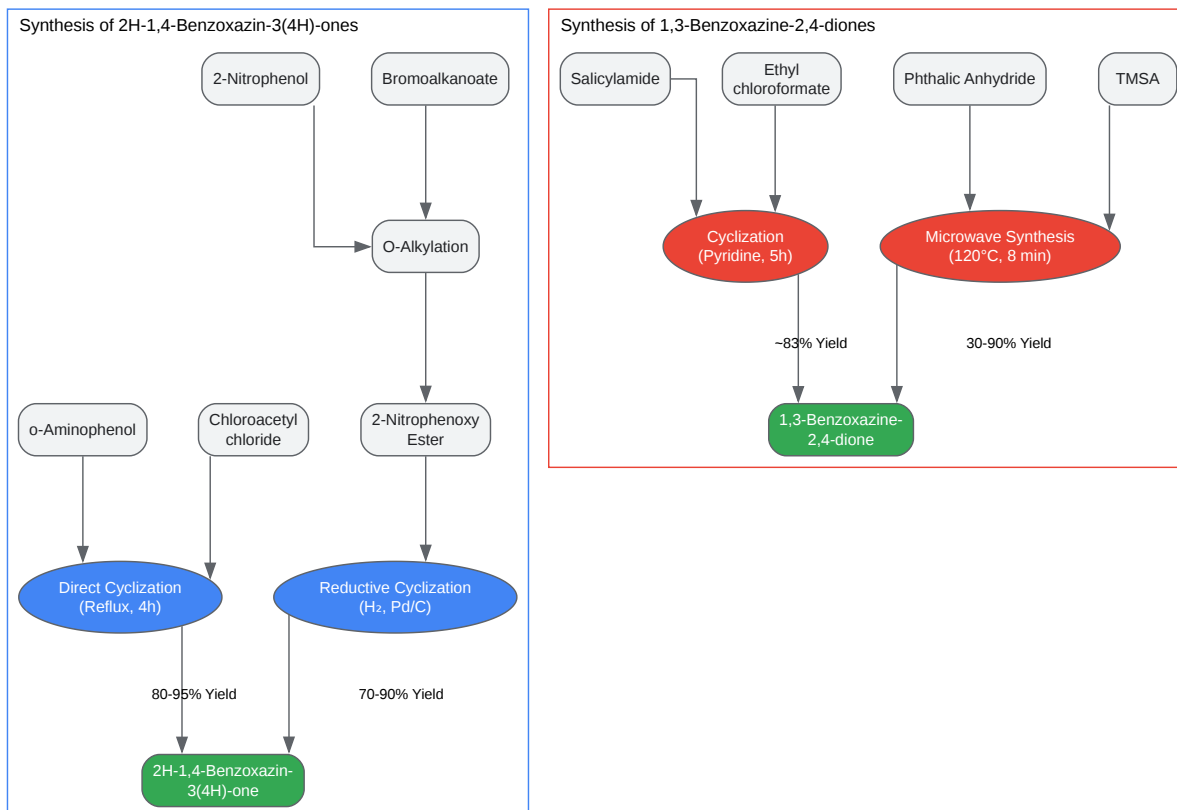 Synthesis of 2H-1,4-Benzoxazin-3(4H)-ones
2-Nitrophenol
Bromoalkanoate
O-Alkylation
o-Aminophenol
Chloroacetyl
chloride
2-Nitrophenoxy
Ester
Direct Cyclization
(Reflux, 4h)
Reductive Cyclization
(H₂, Pd/C)
80-95% Yield
70-90% Yield
2H-1,4-Benzoxazin-
3(4H)-one
Synthesis of 1,3-Benzoxazine-2,4-diones
Salicylamide
Ethyl
chloroformate
Phthalic Anhydride
TMSA
Cyclization
(Pyridine, 5h)
Microwave Synthesis
(120°C, 8 min)
~83% Yield
30-90% Yield
1,3-Benzoxazine-
2,4-dione